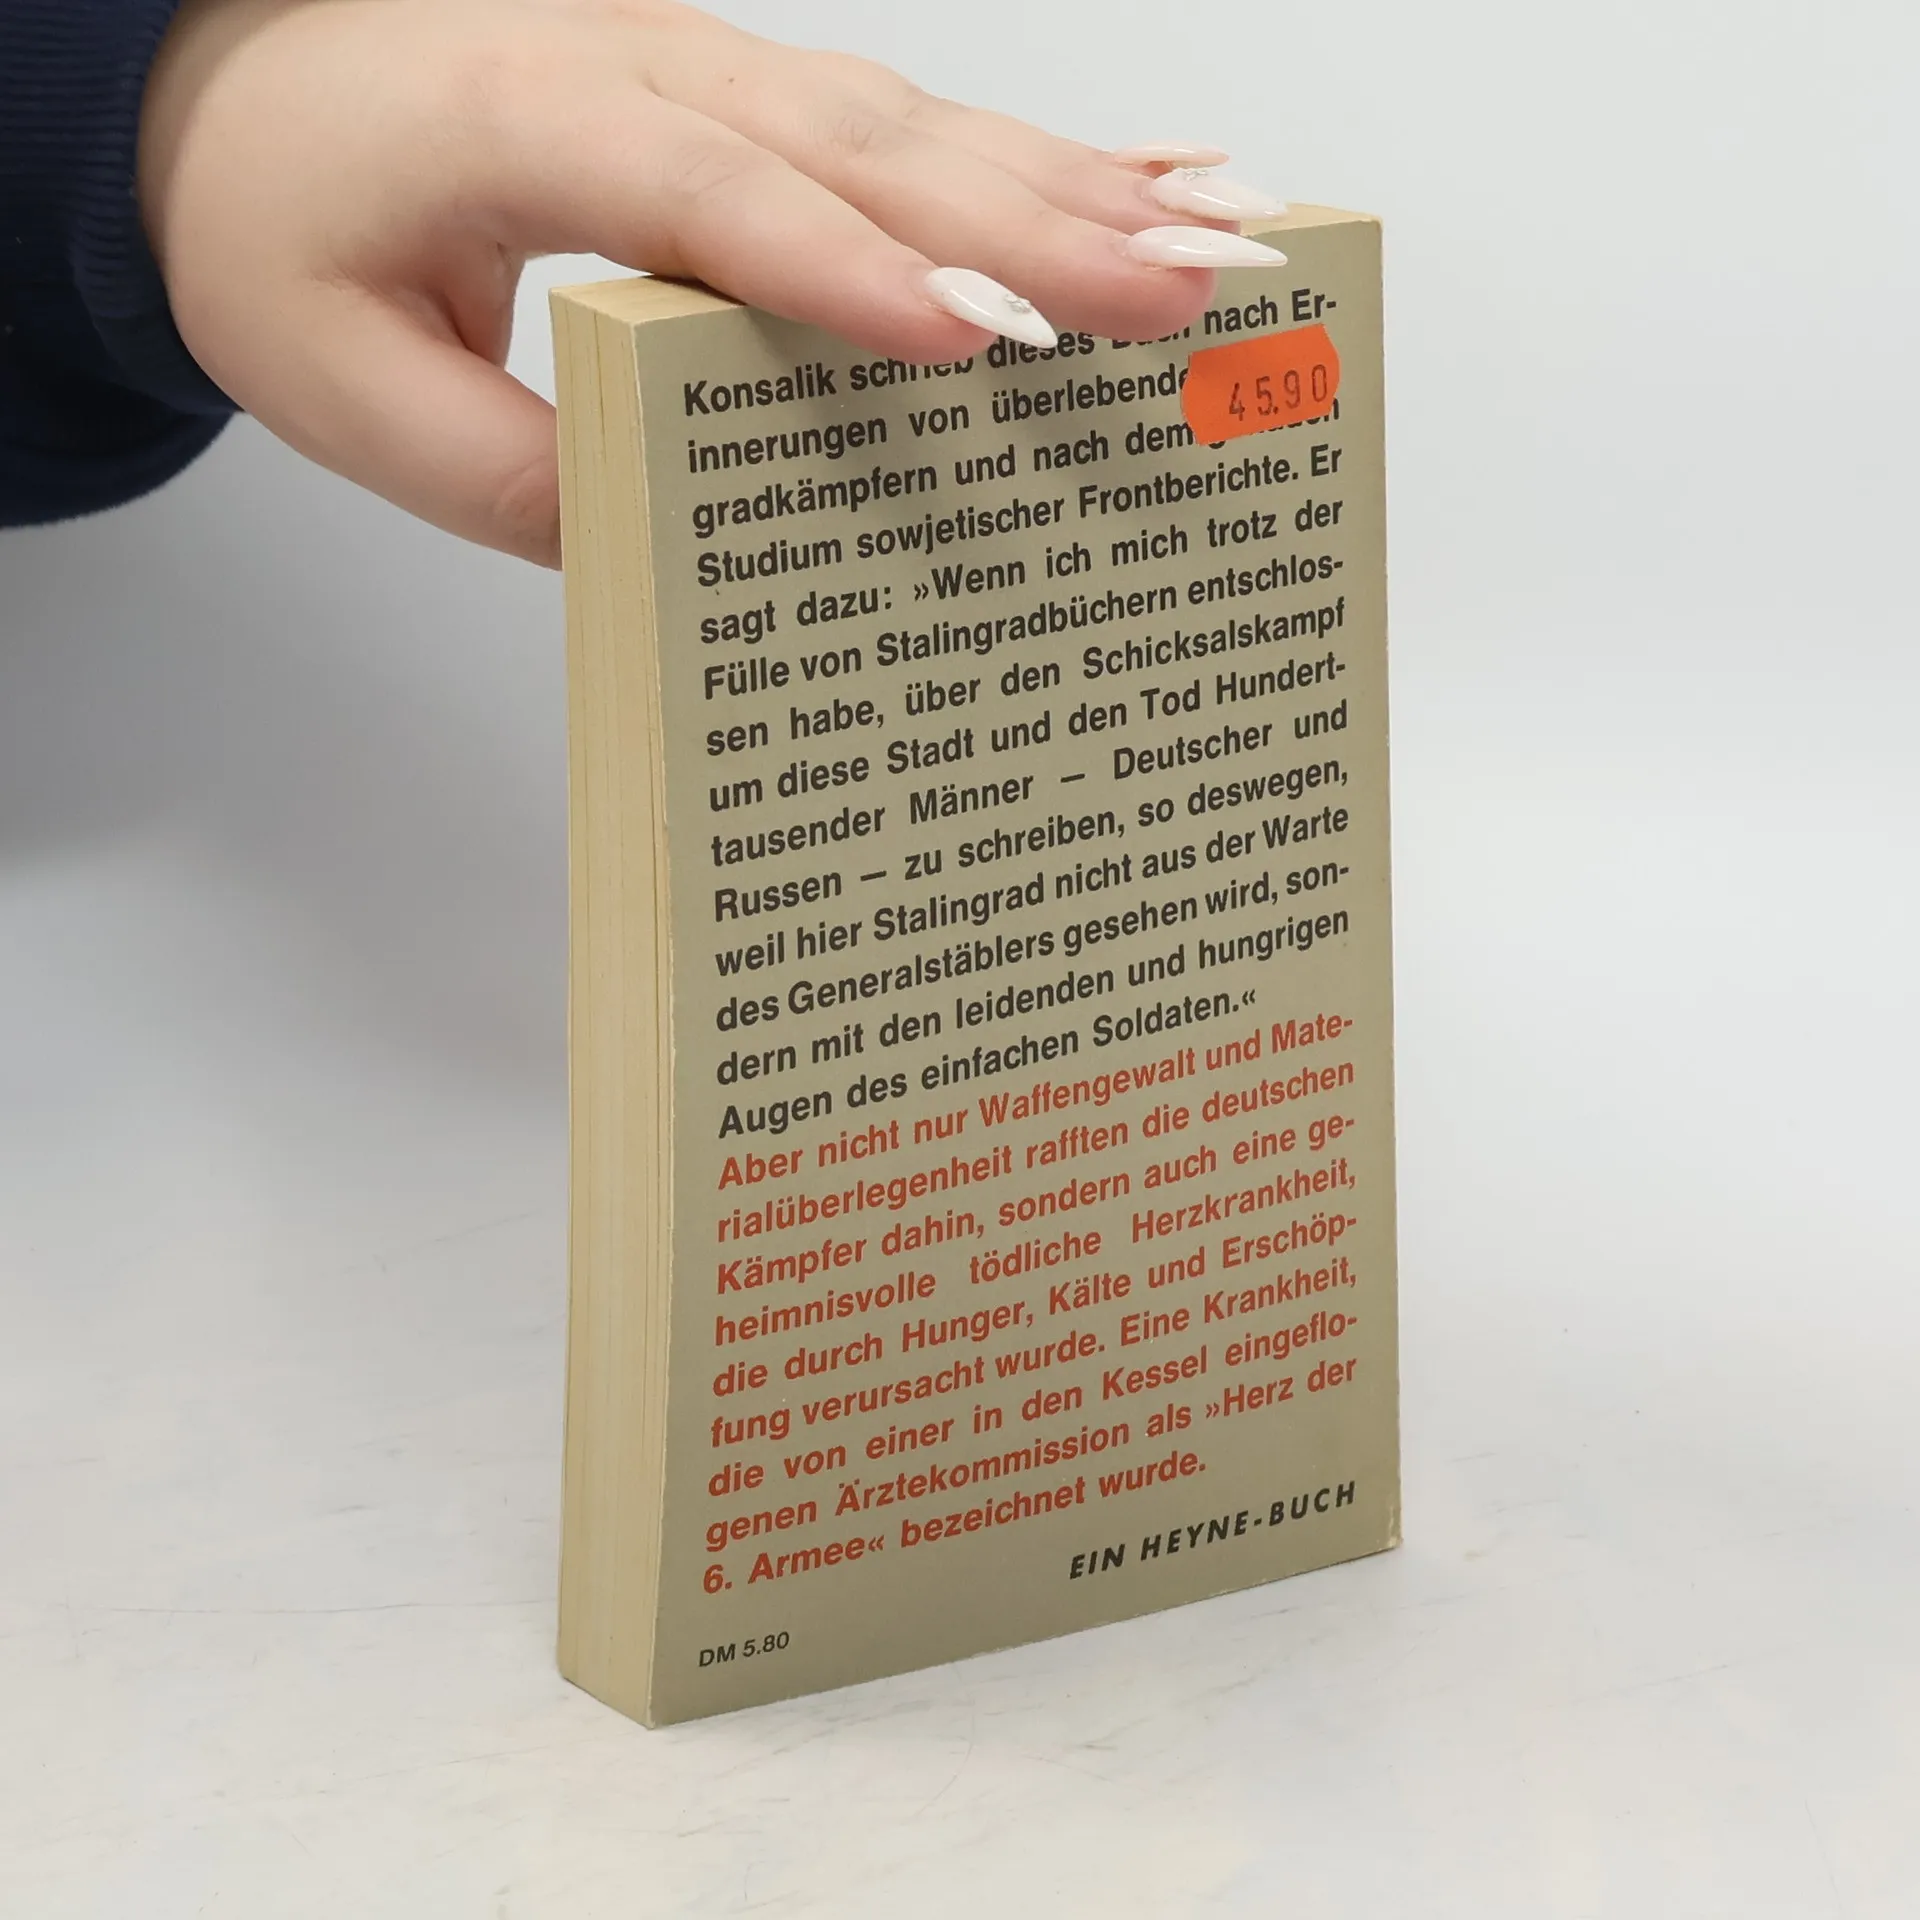 Konsalik schrieb dieses nach Er-
innerungen von überlebende
45.90
gradkämpfern und nach dem
Studium sowjetischer Frontberichte. Er
sagt dazu: »Wenn ich mich trotz der
Fülle von Stalingradbüchern entschlos-
sen habe, über den Schicksalskampf
um diese Stadt und den Tod Hundert-
tausender Männer – Deutscher und
Russen – zu schreiben, so deswegen,
weil hier Stalingrad nicht aus der Warte
des Generalstäblers gesehen wird, son-
dern mit den leidenden und hungrigen
Augen des einfachen Soldaten.«
Aber nicht nur Waffengewalt und Mate-
rialüberlegenheit rafften die deutschen
Kämpfer dahin, sondern auch eine ge-
heimnisvolle tödliche Herzkrankheit,
die durch Hunger, Kälte und Erschöp-
fung verursacht wurde. Eine Krankheit,
die von einer in den Kessel eingeflo-
genen Ärztekommission als »Herz der
6. Armee« bezeichnet wurde.
EIN HEYNE-BUCH
DM 5.80